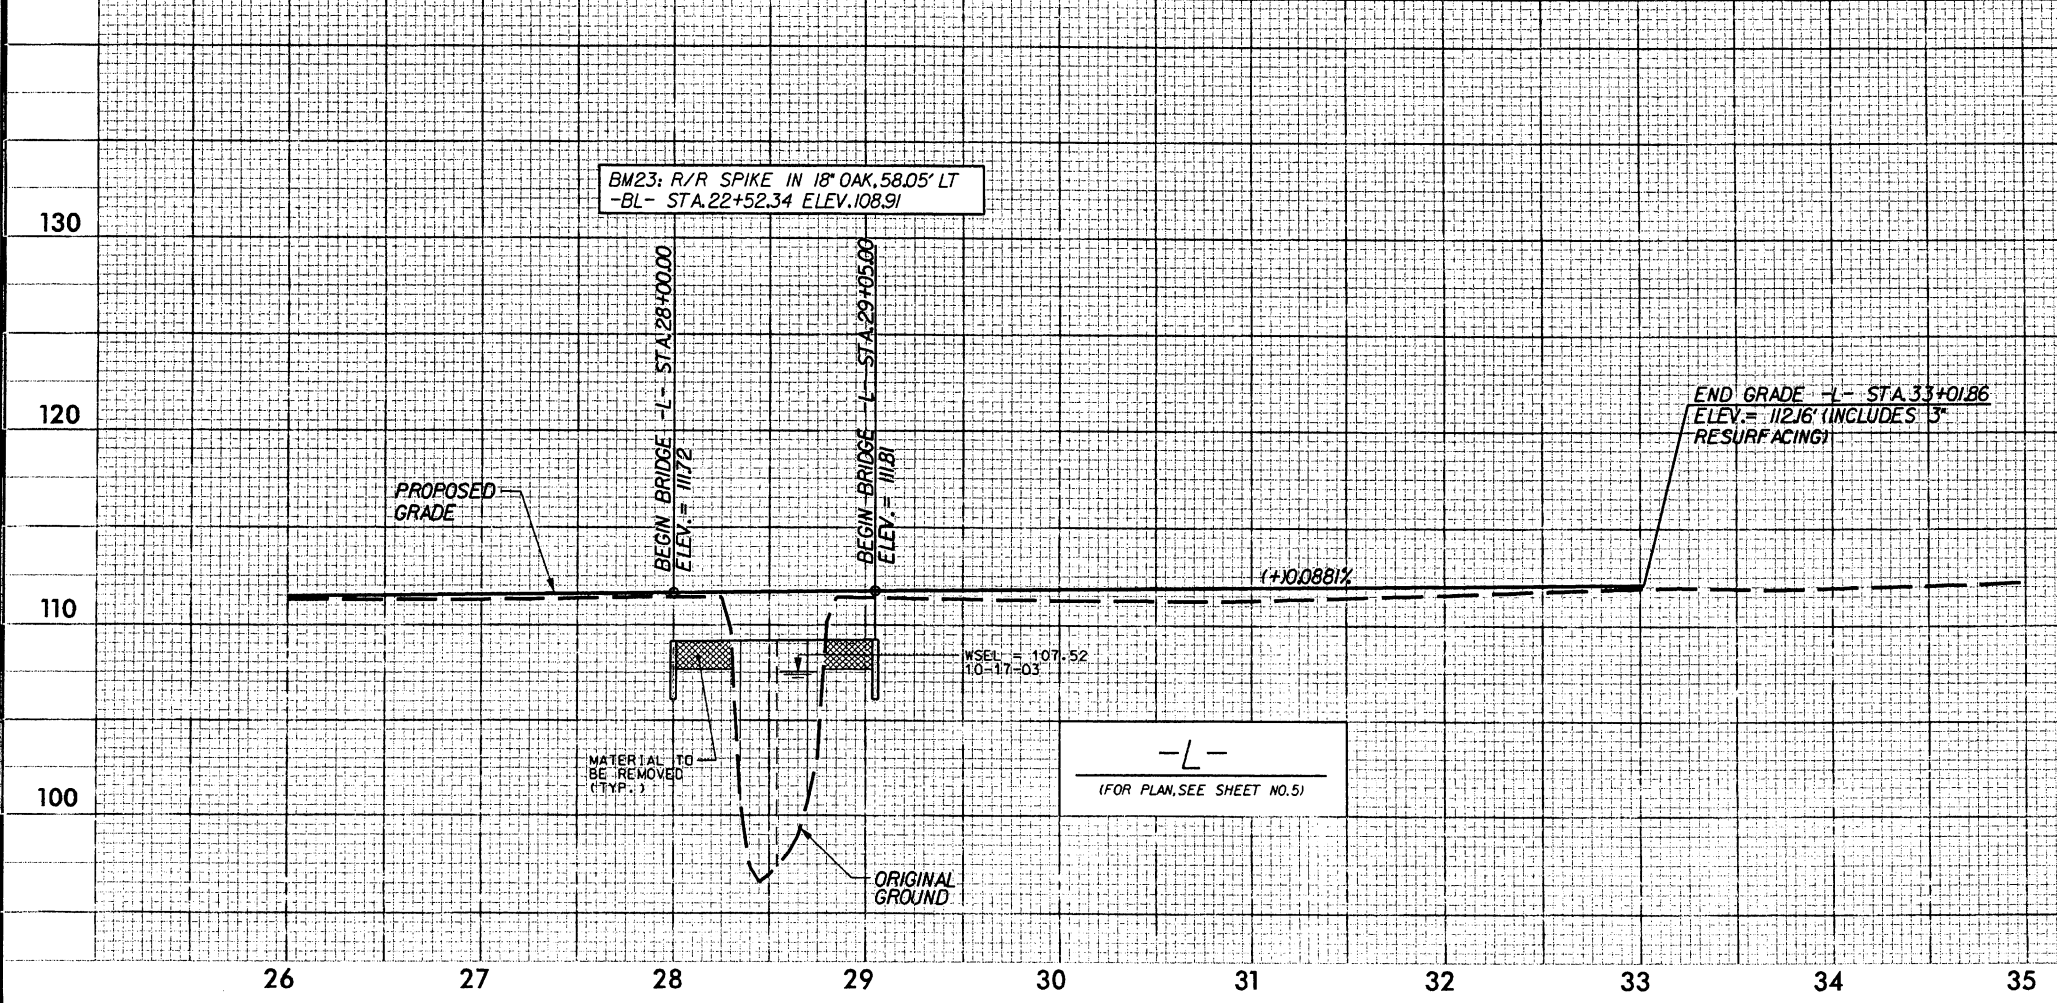 BM23: R/R SPIKE IN 18" OAK, 58.05' LT
-BL- STA. 22+52.34 ELEV. 108.91
130
120
110
100
BEGIN BRIDGE -L- STA. 28+00.00
ELEV. = 111.72
BEGIN BRIDGE -L- STA. 29+05.00
ELEV. = 111.81
END GRADE -L- STA. 33+01.86
ELEV. = 112.16' (INCLUDES 3"
RESURFACING)
PROPOSED
GRADE
(+)0.0881%
WSEL = 107.52
10-17-03
MATERIAL TO
BE REMOVED
(TYP.)
-L-
(FOR PLAN, SEE SHEET NO. 5)
ORIGINAL
GROUND
26 27 28 29 30 31 32 33 34 35